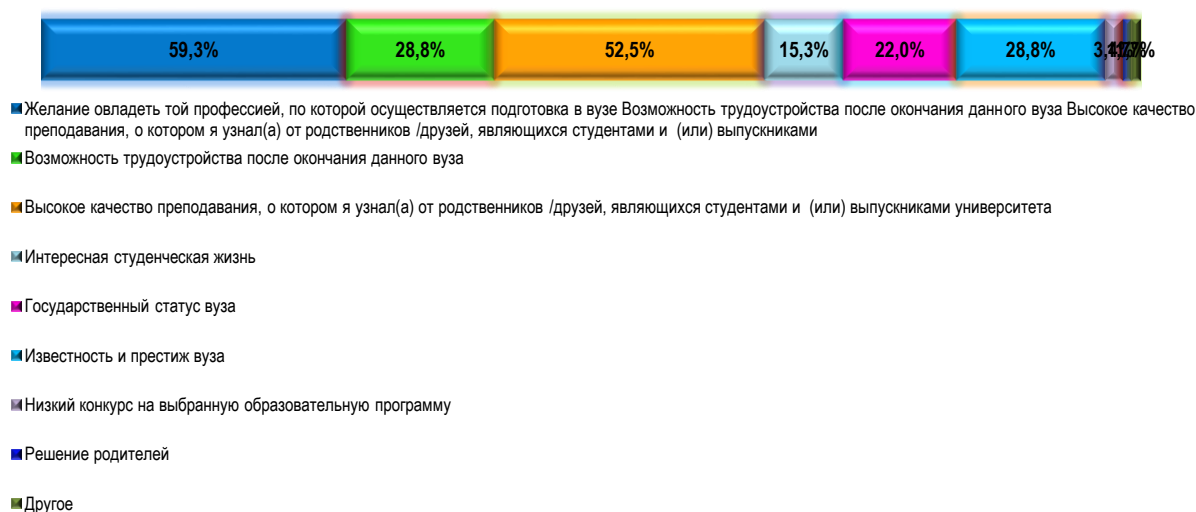 59,3% 28,8% 52,5% 15,3% 22,0% 28,8%
Желание овладеть той профессией, по которой осуществляется подготовка в вузе Возможность трудоустройства после окончания данного вуза Высокое качество
преподавания, о котором я узнал(а) от родственников /друзей, являющихся студентами и (или) выпускниками
Возможность трудоустройства после окончания данного вуза
Высокое качество преподавания, о котором я узнал(а) от родственников /друзей, являющихся студентами и (или) выпускниками университета
Интересная студенческая жизнь
Государственный статус вуза
Известность и престиж вуза
Низкий конкурс на выбранную образовательную программу
Решение родителей
Другое